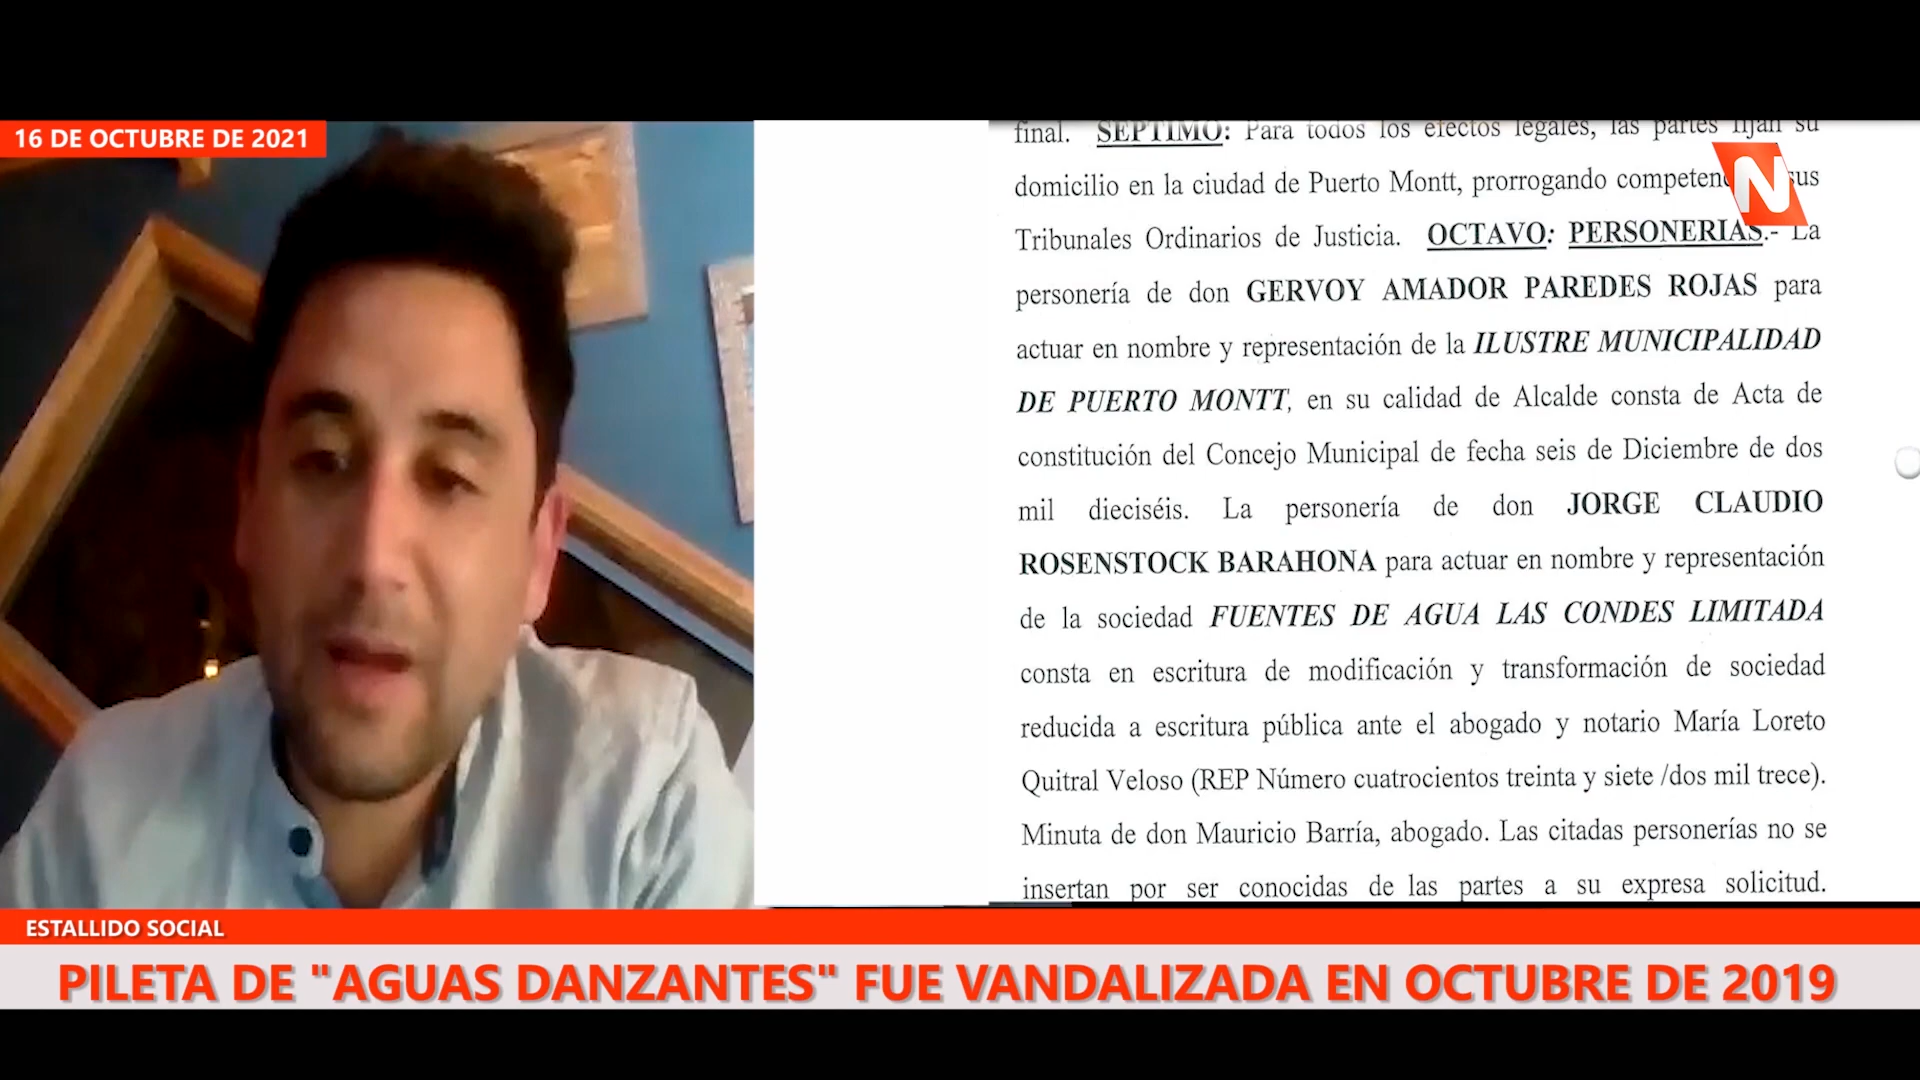 16 DE OCTUBRE DE 2021
final. SEPTIMO: Para todos los efectos legales, las partes fijan su
domicilio en la ciudad de Puerto Montt, prorrogando sus
Tribunales Ordinarios de Justicia. OCTAVO: PERSONERIAS.- La
personería de don GERVOY AMADOR PAREDES ROJAS para
actuar en nombre y representación de la ILUSTRE MUNICIPALIDAD
DE PUERTO MONTT, en su calidad de Alcalde consta de Acta de
constitución del Concejo Municipal de fecha seis de Diciembre de dos
mil dieciséis. La personería de don JORGE CLAUDIO
ROSENSTOCK BARAHONA para actuar en nombre y representación
de la sociedad FUENTES DE AGUA LAS CONDES LIMITADA
consta en escritura de modificación y transformación de sociedad
reducida a escritura pública ante el abogado y notario María Loreto
Quitral Veloso (REP Número cuatrocientos treinta y siete /dos mil trece).
Minuta de don Mauricio Barría, abogado. Las citadas personerías no se
insertan por ser conocidas de las partes a su expresa solicitud.
N
ESTALLIDO SOCIAL
PILETA DE "AGUAS DANZANTES" FUE VANDALIZADA EN OCTUBRE DE 2019